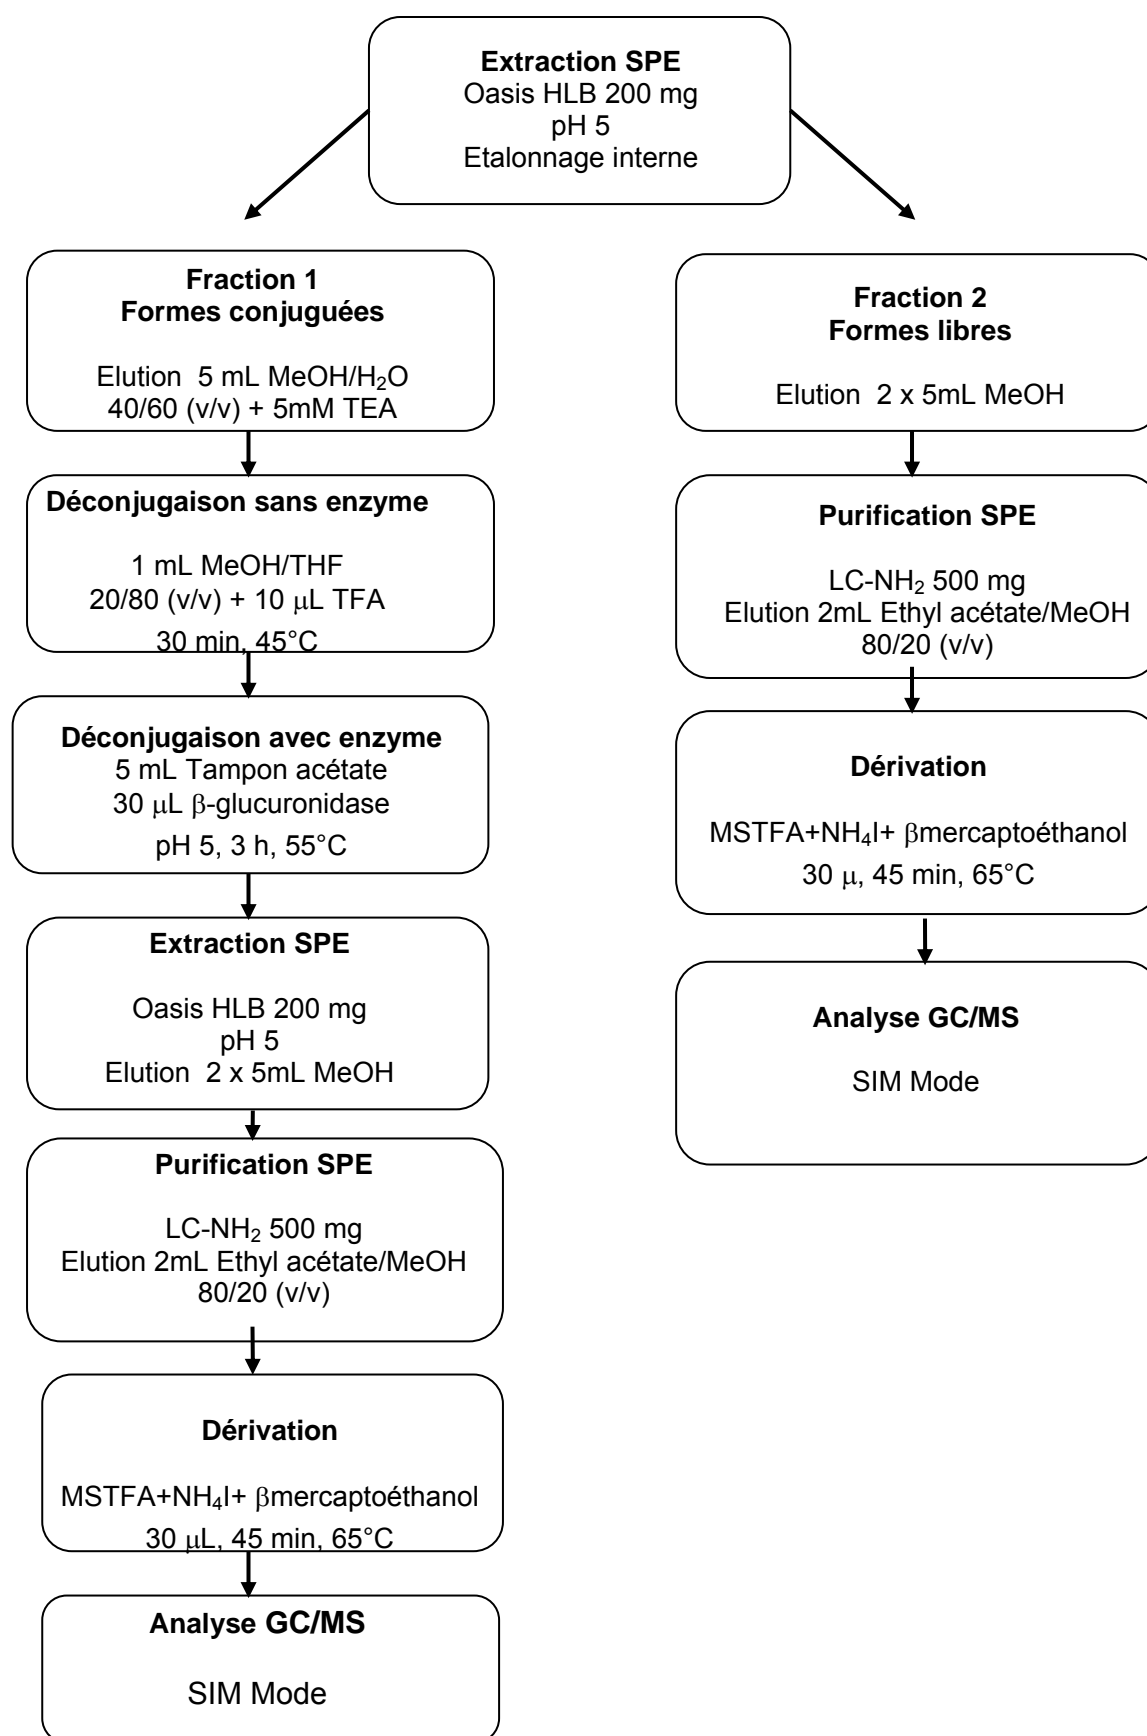 Extraction SPE
Oasis HLB 200 mg
pH 5
Etalonnage interne
Fraction 1
Formes conjuguées
Elution 5 mL MeOH/H₂O
40/60 (v/v) + 5mM TEA
Déconjugaison sans enzyme
1 mL MeOH/THF
20/80 (v/v) + 10 μL TFA
30 min, 45°C
Déconjugaison avec enzyme
5 mL Tampon acétate
30 μL β-glucuronidase
pH 5, 3 h, 55°C
Extraction SPE
Oasis HLB 200 mg
pH 5
Elution 2 x 5mL MeOH
Purification SPE
LC-NH₂ 500 mg
Elution 2mL Ethyl acétate/MeOH
80/20 (v/v)
Dérivation
MSTFA+NH₄I+ βmercaptoéthanol
30 μL, 45 min, 65°C
Analyse GC/MS
SIM Mode
Fraction 2
Formes libres
Elution 2 x 5mL MeOH
Purification SPE
LC-NH₂ 500 mg
Elution 2mL Ethyl acétate/MeOH
80/20 (v/v)
Dérivation
MSTFA+NH₄I+ βmercaptoéthanol
30 μ, 45 min, 65°C
Analyse GC/MS
SIM Mode